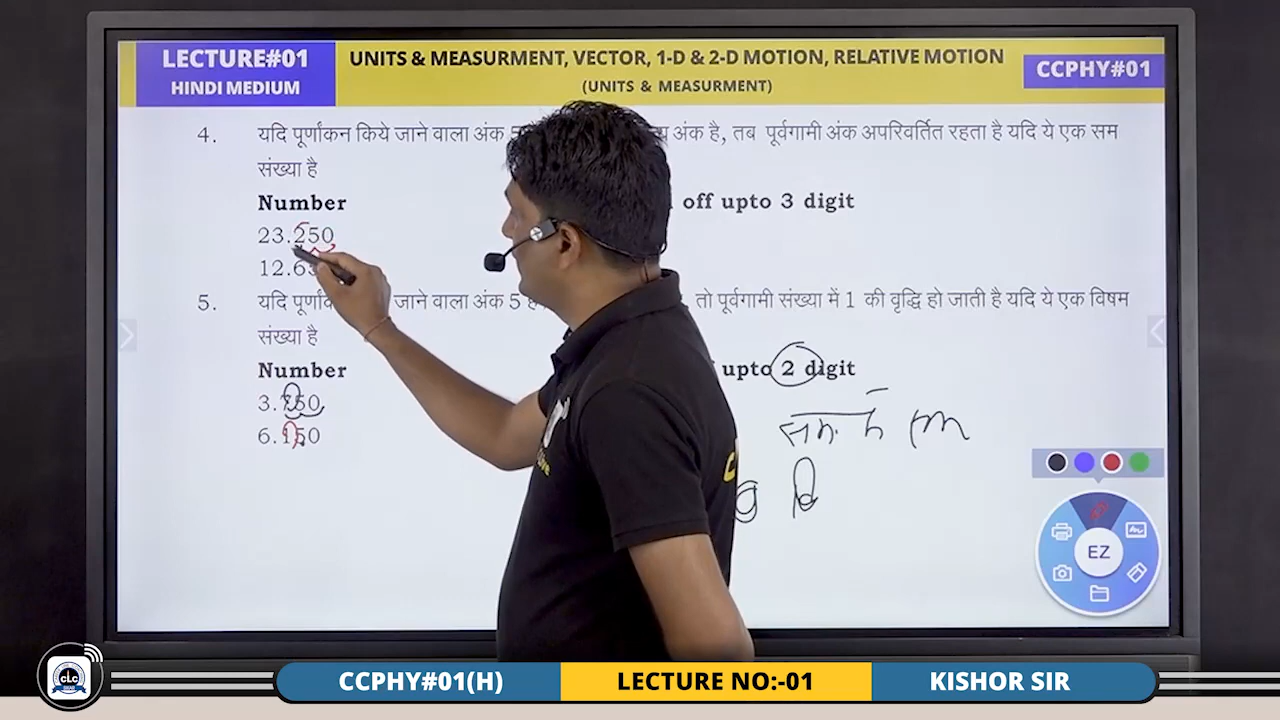 LECTURE#01
HINDI MEDIUM
UNITS & MEASURMENT, VECTOR, 1-D & 2-D MOTION, RELATIVE MOTION
(UNITS & MEASURMENT)
CCPHY#01
4. यदि पूर्णांकन किये जाने वाला अंक अंक है, तब पूर्वगामी अंक अपरिवर्तित रहता है यदि ये एक सम
संख्या है
Number off upto 3 digit
23.250
12.6
5. यदि जाने वाला अंक 5 तो पूर्वगामी संख्या में 1 की वृद्धि हो जाती है यदि ये एक विषम
संख्या है
Number upto 2 digit
3.750
6.150
EZ
CLC
CCPHY#01(H)
LECTURE NO:-01
KISHOR SIR